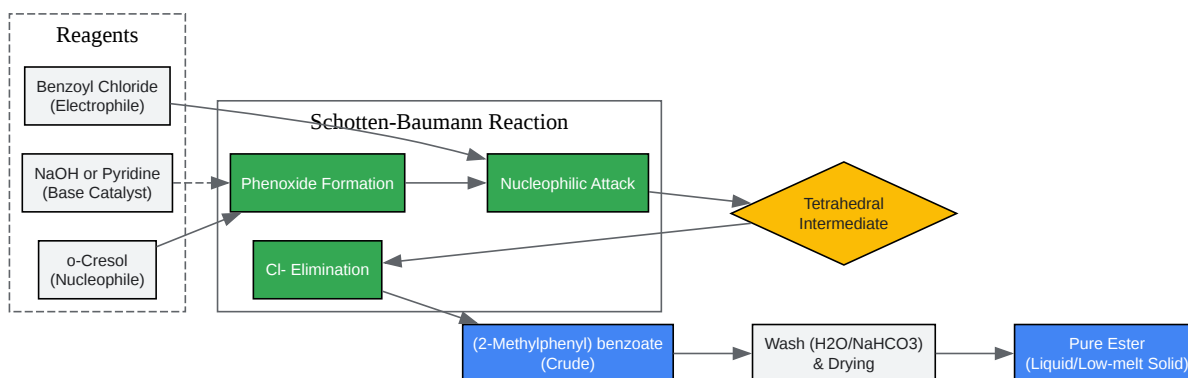 Reagents
Benzoyl Chloride
(Electrophile)
NaOH or Pyridine
(Base Catalyst)
o-Cresol
(Nucleophile)
Schotten-Baumann Reaction
Phenoxide Formation
Nucleophilic Attack
Cl- Elimination
Tetrahedral
Intermediate
(2-Methylphenyl) benzoate
(Crude)
Wash (H2O/NaHCO3)
& Drying
Pure Ester
(Liquid/Low-melt Solid)